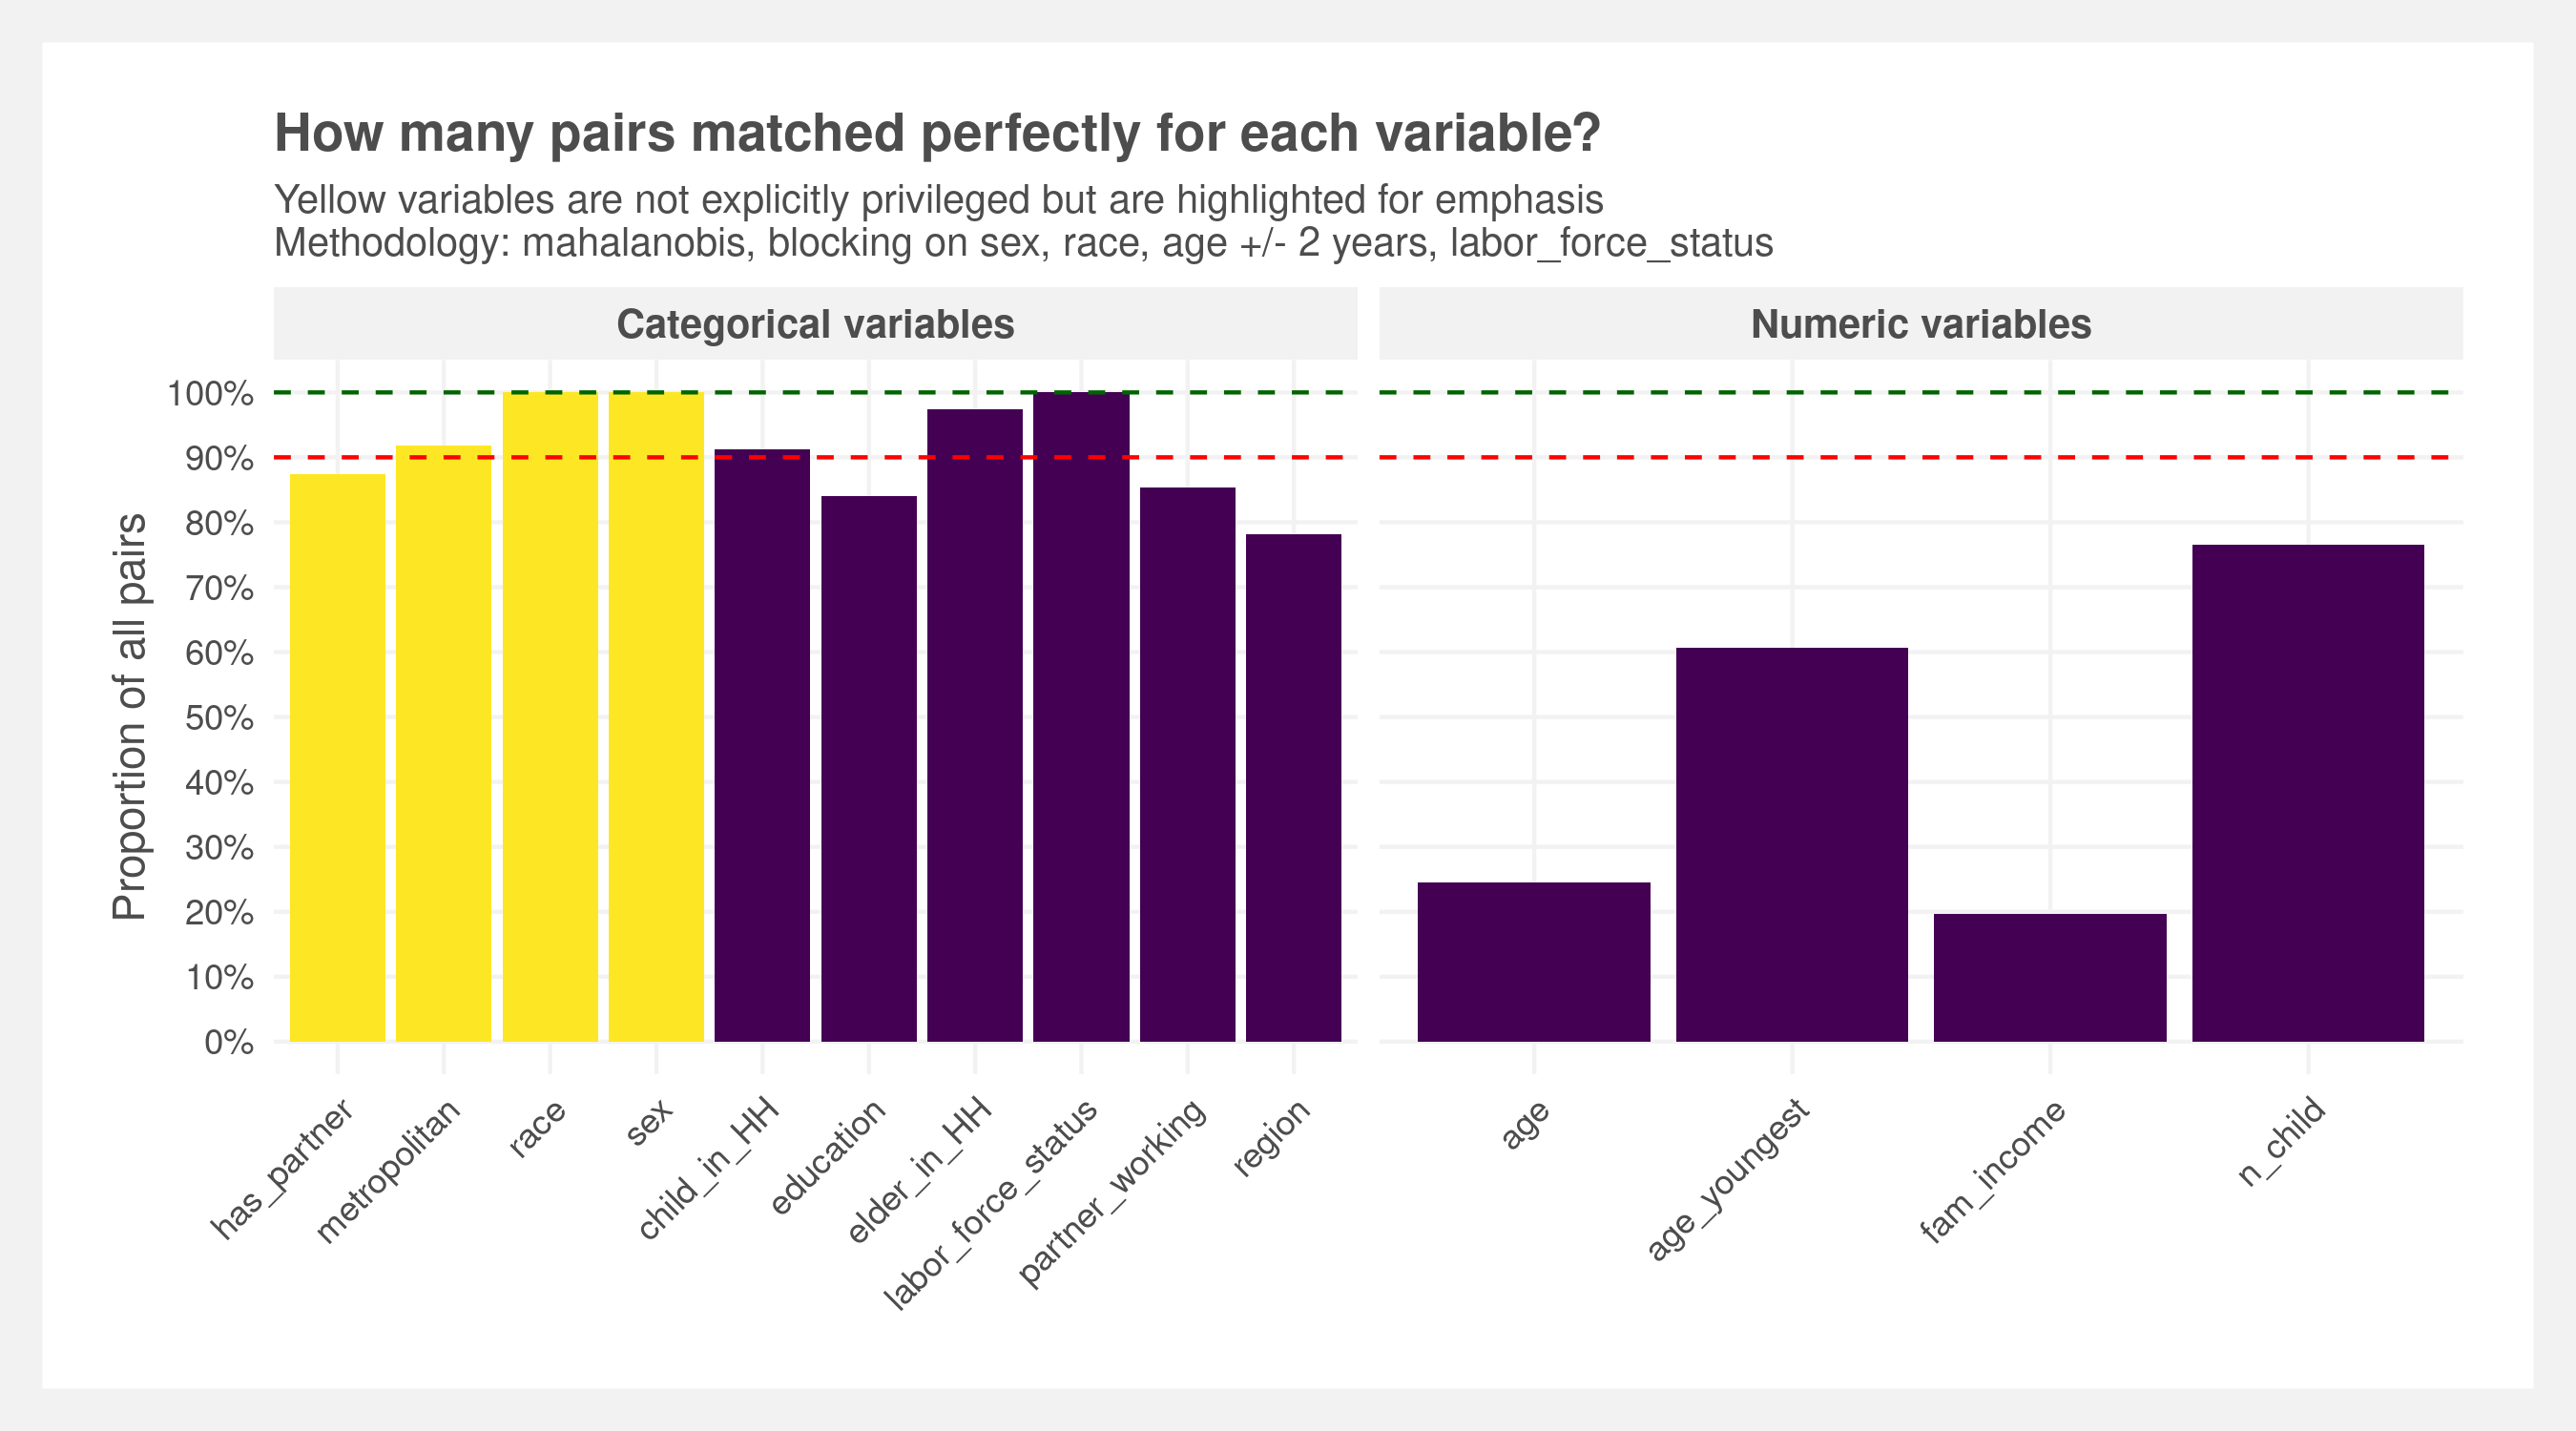 How many pairs matched perfectly for each variable?
Yellow variables are not explicitly privileged but are highlighted for emphasis
Methodology: mahalanobis, blocking on sex, race, age +/- 2 years, labor_force_status
Categorical variables
Numeric variables
Proportion of all pairs
100%
90%
80%
70%
60%
50%
40%
30%
20%
10%
0%
has_partner
metropolitan
race
sex
child_in_HH
education
elder_in_HH
labor_force_status
partner_working
region
age
age_youngest
fam_income
n_child